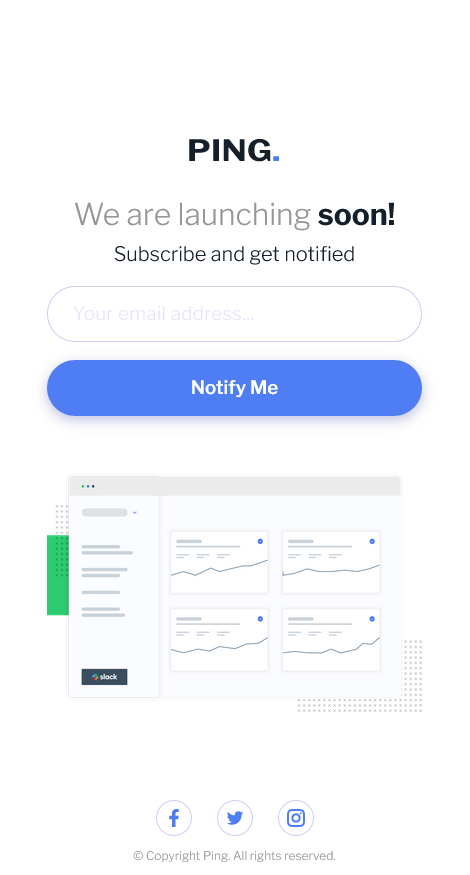 PING.
We are launching soon!
Subscribe and get notified
Your email address...
Notify Me
slack
© Copyright Ping. All rights reserved.